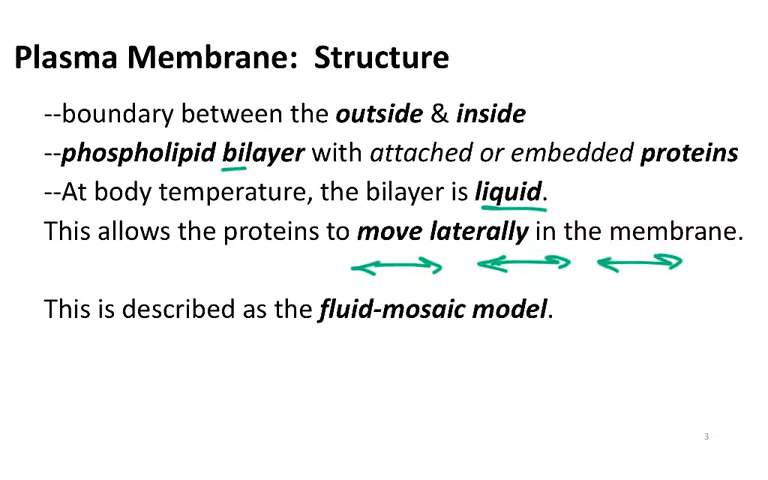 Plasma Membrane: Structure
--boundary between the outside & inside
--phospholipid bilayer with attached or embedded proteins
--At body temperature, the bilayer is liquid.
This allows the proteins to move laterally in the membrane.
This is described as the fluid-mosaic model.
3